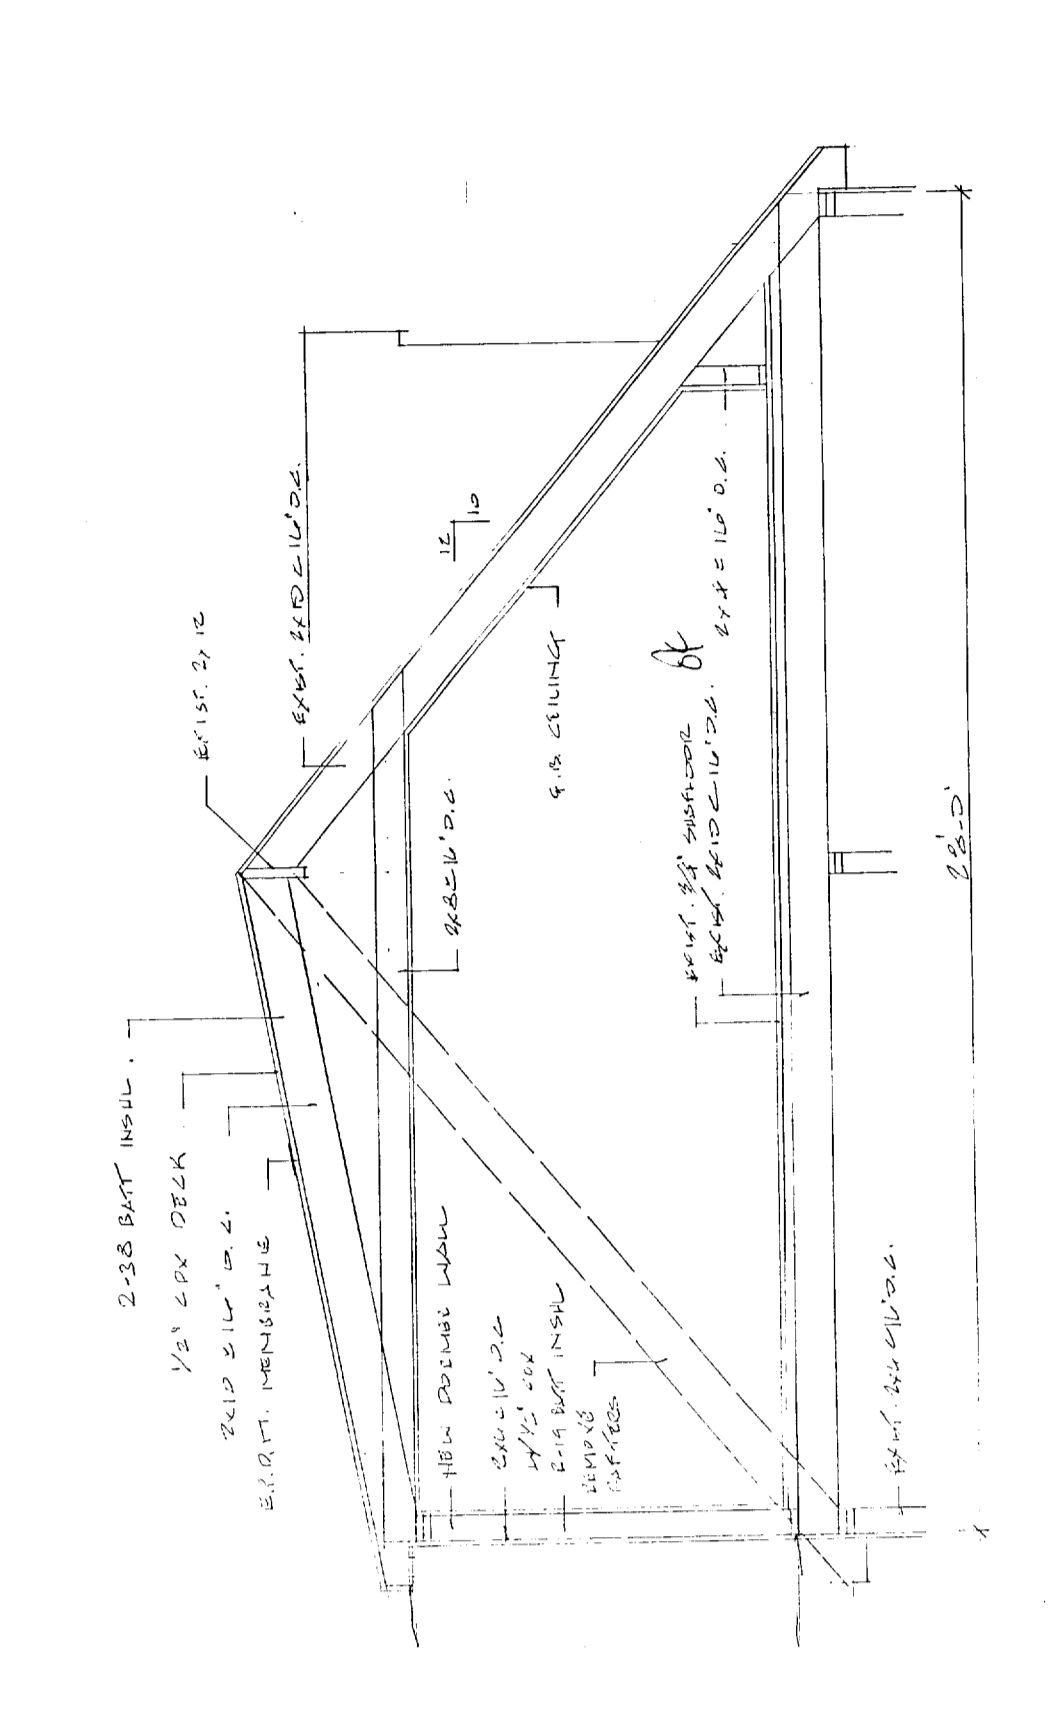 2-38 BATT INSUL.
1/2" CDX DECK
2x10 = 16" O.C.
E.P.D.M. MEMBRANE
EXIST. 2x12
EXIST. 2x10 = 16" O.C.
12
10
G.B. CEILING
2x8 = 16" O.C.
NEW DORMER WALL
2x6 = 16" O.C.
W/ 1/2" CDX
R-19 BATT INSUL
REMOVE
RAFTERS
EXIST. 3/4" SUBFLOOR
EXIST. 2x10 = 16" O.C.
2x4 = 16" O.C.
EXIST. 2x4 = 16" O.C.
28'-0"